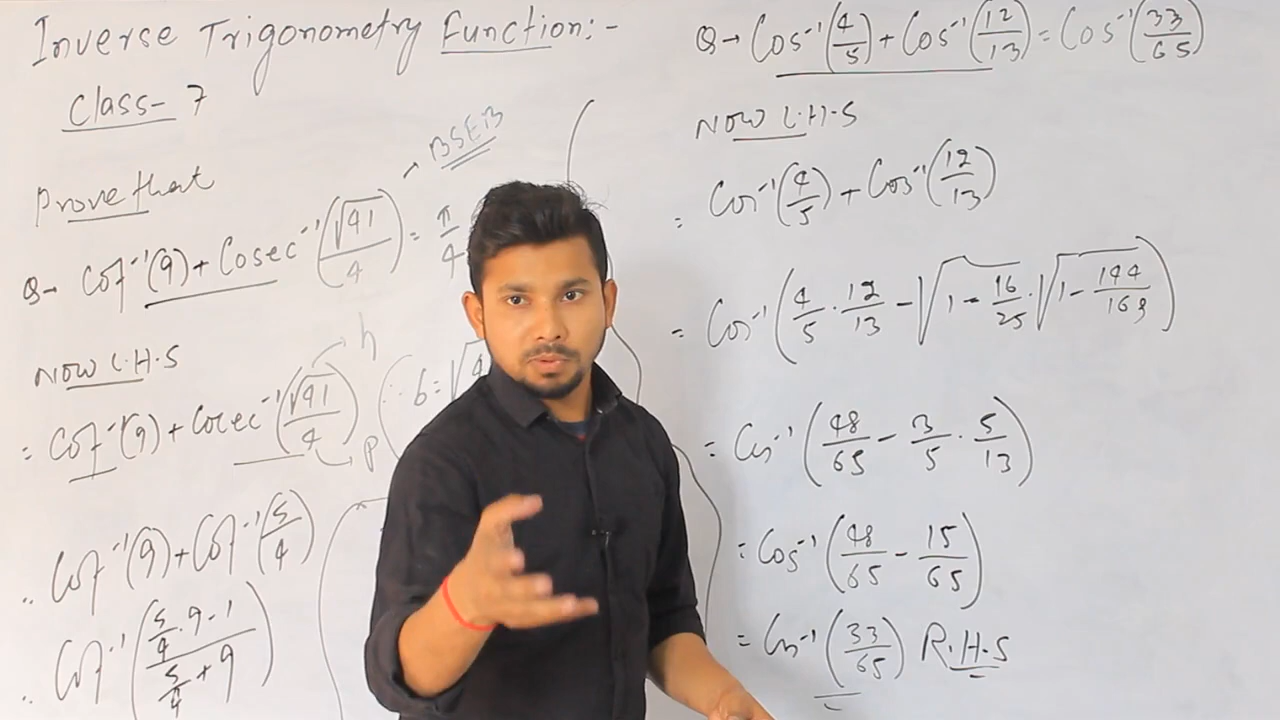 Inverse Trigonometry Function:-
Class- 7
BSEB
Prove that
Q→ Cot⁻¹(9) + Cosec⁻¹(√41/4) = π/4
NOW L.H.S
= Cot⁻¹(9) + Cosec⁻¹(√41/4)
h
p
b = √4
Cot⁻¹(9) + Cot⁻¹(5/4)
Cot⁻¹((5/4 · 9 - 1)/(5/4 + 9))
Q→ Cos⁻¹(4/5) + Cos⁻¹(12/13) = Cos⁻¹(33/65)
NOW L.H.S
= Cos⁻¹(4/5) + Cos⁻¹(12/13)
= Cos⁻¹(4/5 · 12/13 - √(1 - 16/25) · √(1 - 144/169))
= Cos⁻¹(48/65 - 3/5 · 5/13)
= Cos⁻¹(48/65 - 15/65)
= Cos⁻¹(33/65) R.H.S